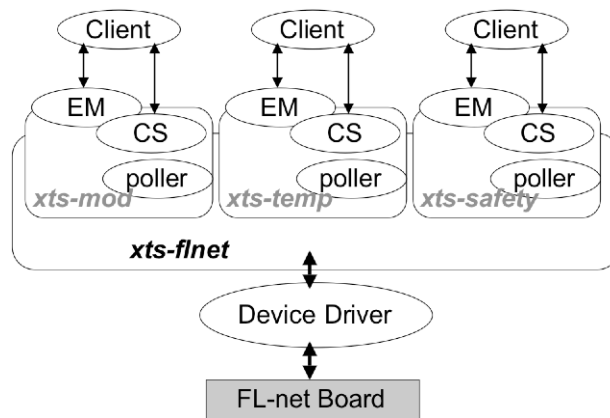 Client Client Client
EM EM EM
CS CS CS
poller poller poller
xts-mod xts-temp xts-safety
xts-flnet
Device Driver
FL-net Board